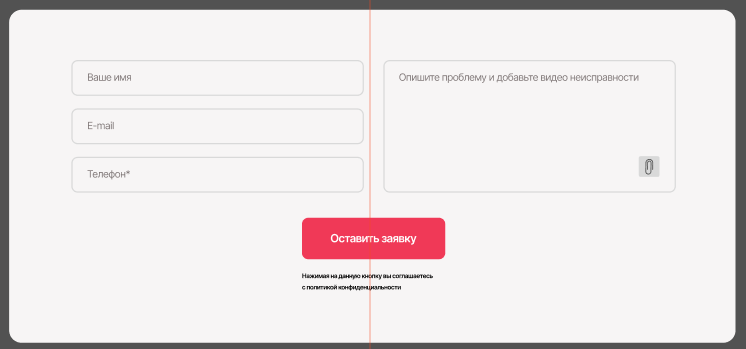 Ваше имя
E-mail
Телефон*
Опишите проблему и добавьте видео неисправности
Оставить заявку
Нажимая на данную кнопку вы соглашаетесь
с политикой конфиденциальности